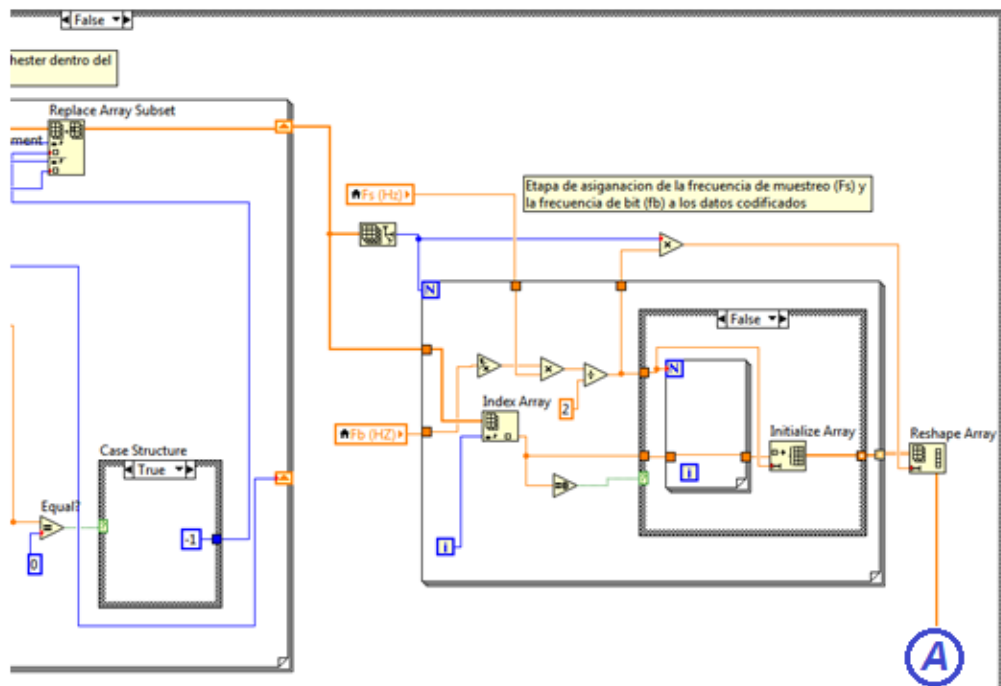 False
hester dentro del
Replace Array Subset
ment
Fs (Hz)
Etapa de asiganacion de la frecuencia de muestreo (Fs) y
la frecuencia de bit (fb) a los datos codificados
N
False
N
Index Array
2
Fb (HZ)
Initialize Array
Reshape Array
Case Structure
True
i
Equal?
-1
i
0
A